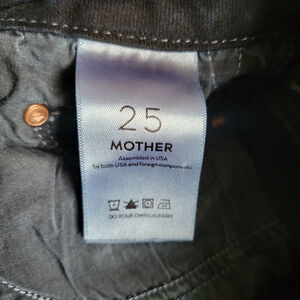 25
MOTHER
Assembled in USA
by both USA and foreign components
DO YOUR OWN LAUNDRY